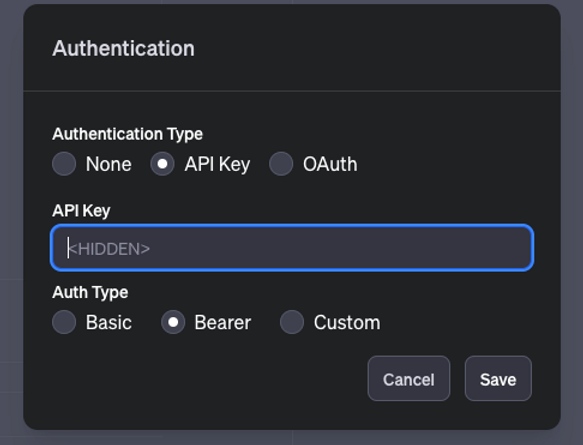 Authentication
Authentication Type
None API Key OAuth
API Key
<HIDDEN>
Auth Type
Basic Bearer Custom
Cancel Save